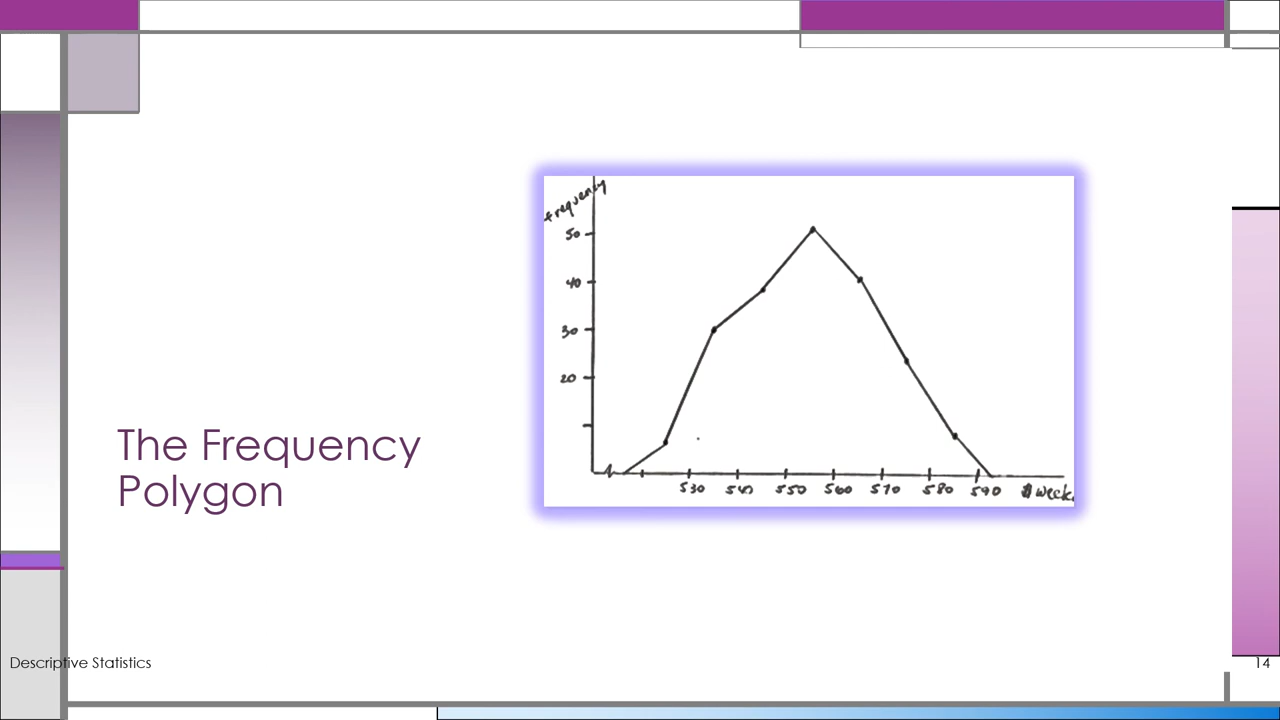 frequency
50
40
30
20
530 540 550 560 570 580 590 $ week.
The Frequency
Polygon
Descriptive Statistics
14